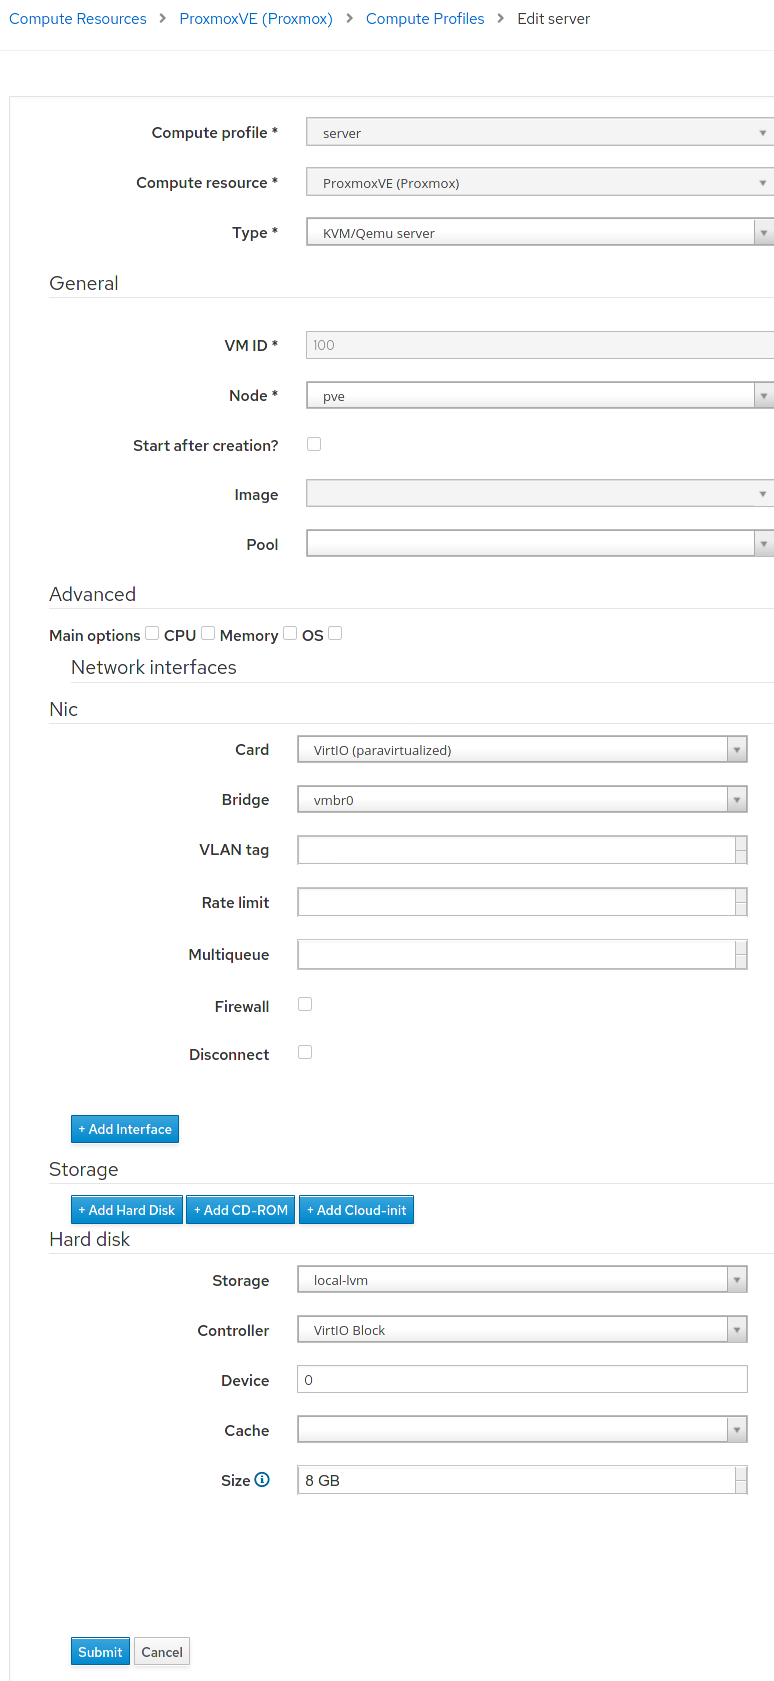 Compute Resources > ProxmoxVE (Proxmox) > Compute Profiles > Edit server
Compute profile * server
Compute resource * ProxmoxVE (Proxmox)
Type * KVM/Qemu server
General
VM ID * 100
Node * pve
Start after creation?
Image
Pool
Advanced
Main options CPU Memory OS
Network interfaces
Nic
Card VirtIO (paravirtualized)
Bridge vmbr0
VLAN tag
Rate limit
Multiqueue
Firewall
Disconnect
+ Add Interface
Storage
+ Add Hard Disk + Add CD-ROM + Add Cloud-init
Hard disk
Storage local-lvm
Controller VirtIO Block
Device 0
Cache
Size 8 GB
Submit Cancel